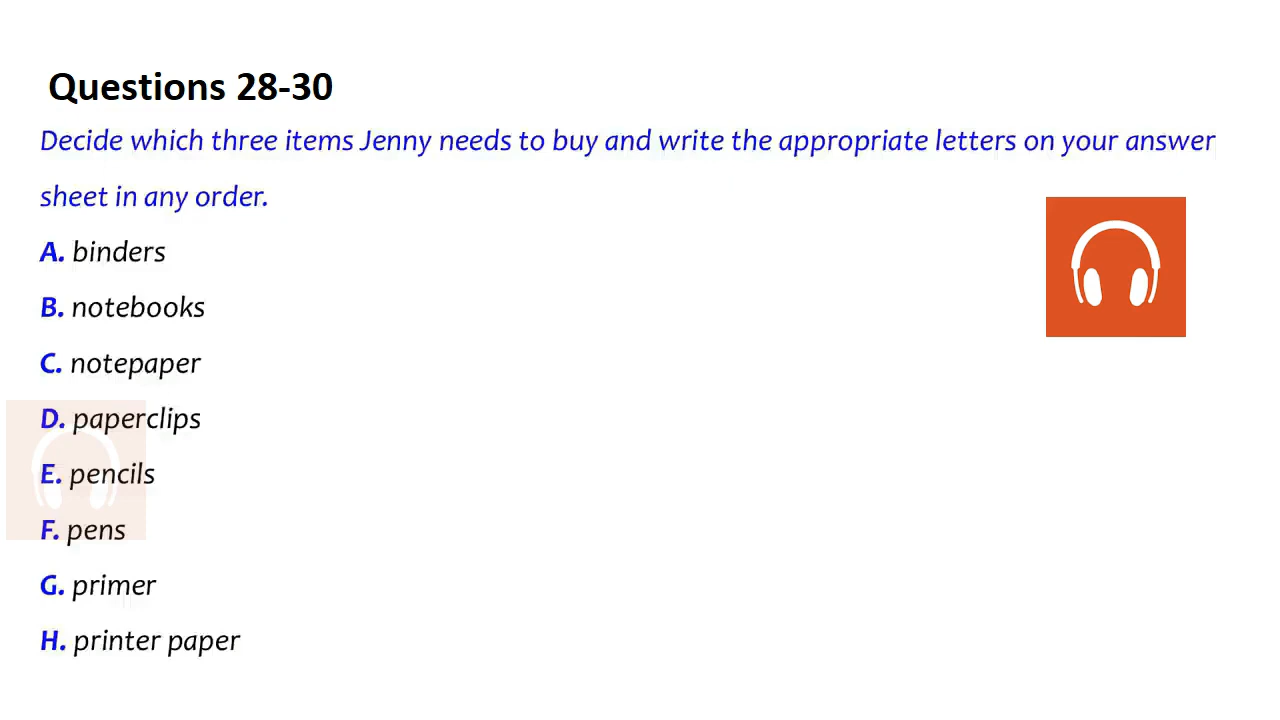 Questions 28-30
Decide which three items Jenny needs to buy and write the appropriate letters on your answer
sheet in any order.
A. binders
B. notebooks
C. notepaper
D. paperclips
E. pencils
F. pens
G. primer
H. printer paper